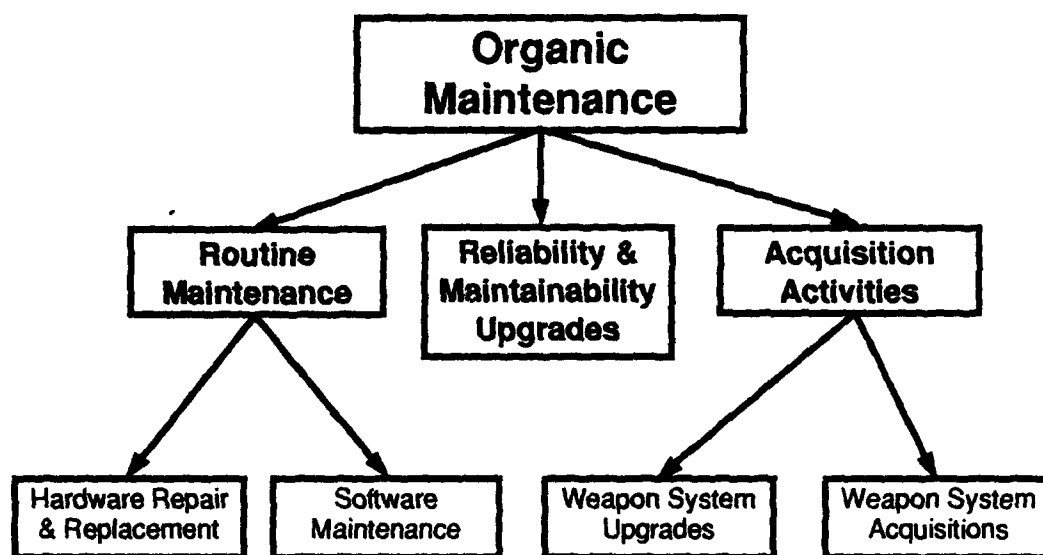 Organic
Maintenance
Routine
Maintenance
Reliability &
Maintainability
Upgrades
Acquisition
Activities
Hardware Repair
& Replacement
Software
Maintenance
Weapon System
Upgrades
Weapon System
Acquisitions